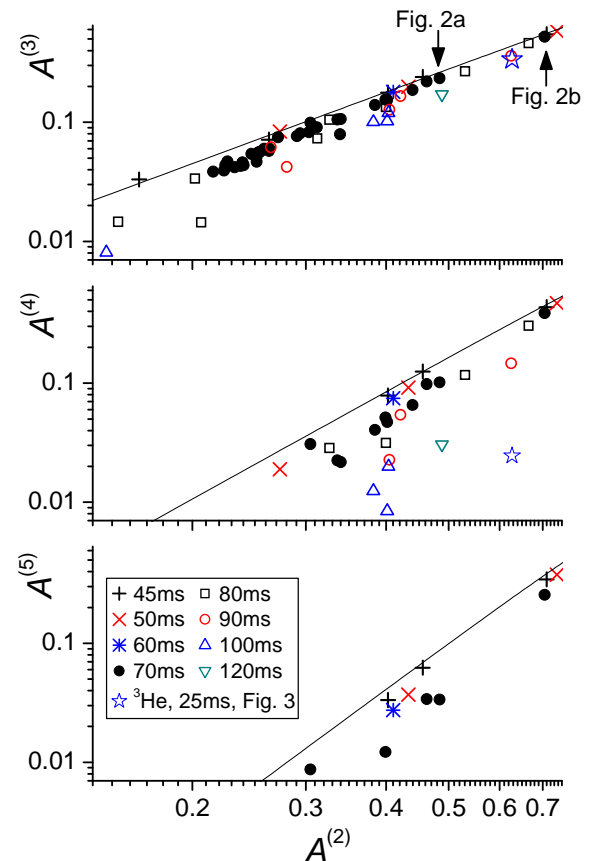 Fig. 2a
A(3)
0.1
0.01
Fig. 2b
A(4)
0.1
0.01
A(5)
0.1
0.01
45ms
80ms
50ms
90ms
60ms
100ms
70ms
120ms
³He, 25ms, Fig. 3
0.2 0.3 0.4 0.5 0.6 0.7
A(2)